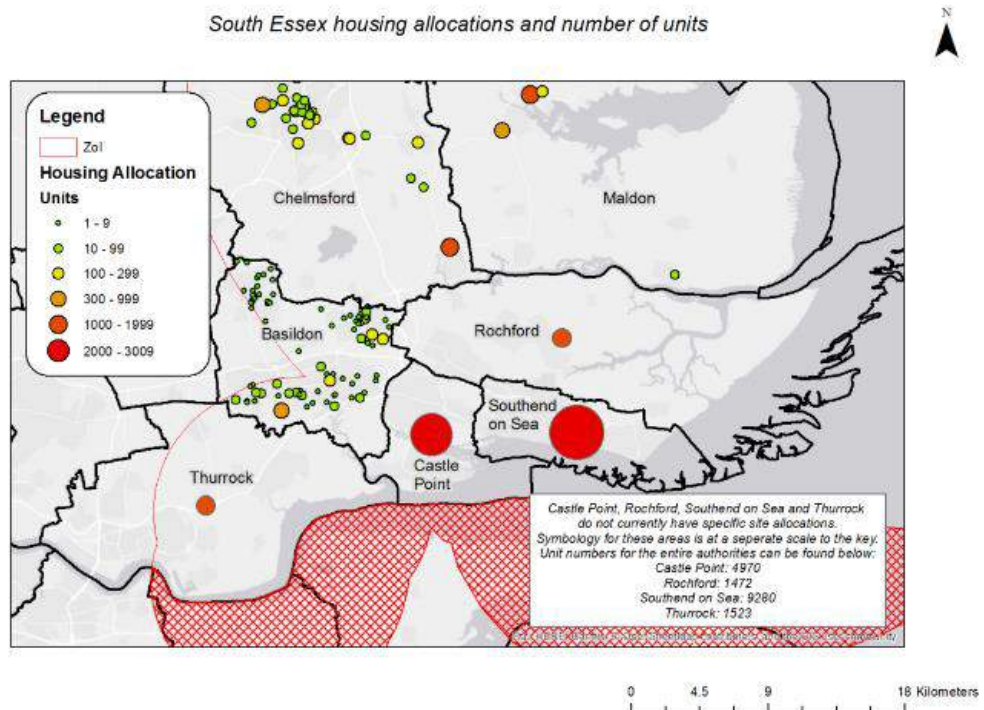 South Essex housing allocations and number of units
N
Legend
ZoI
Housing Allocation
Units
1 - 9
10 - 99
100 - 299
300 - 999
1000 - 1999
2000 - 3009
Chelmsford
Maldon
Basildon
Rochford
Southend
on Sea
Castle
Point
Thurrock
Castle Point, Rochford, Southend on Sea and Thurrock
do not currently have specific site allocations.
Symbology for these areas is at a seperate scale to the key.
Unit numbers for the entire authorities can be found below:
Castle Point: 4970
Rochford: 1472
Southend on Sea: 9280
Thurrock: 1523
0 4.5 9 18 Kilometers